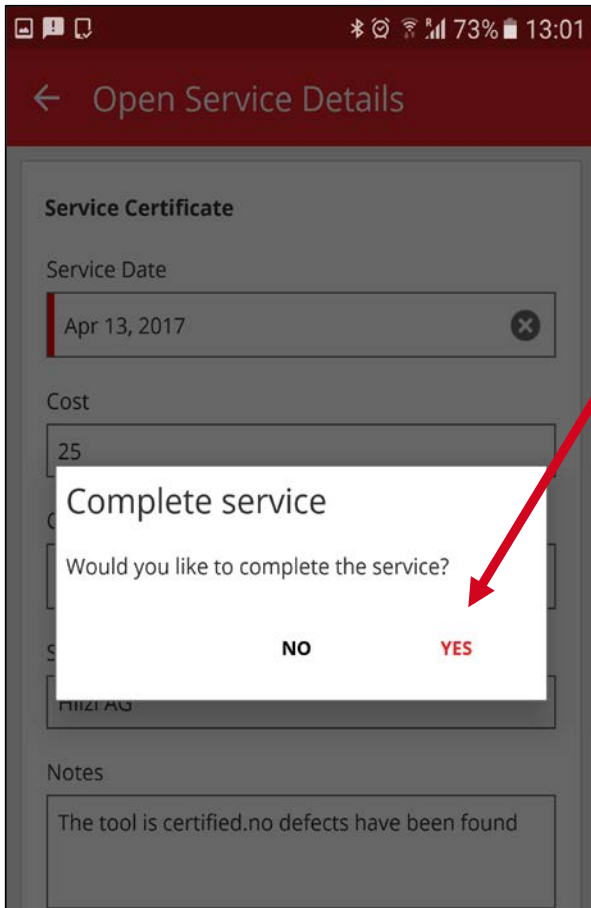 73% 13:01
Open Service Details
Service Certificate
Service Date
Apr 13, 2017
Cost
25
Complete service
Would you like to complete the service?
NO YES
AG
Notes
The tool is certified.no defects have been found